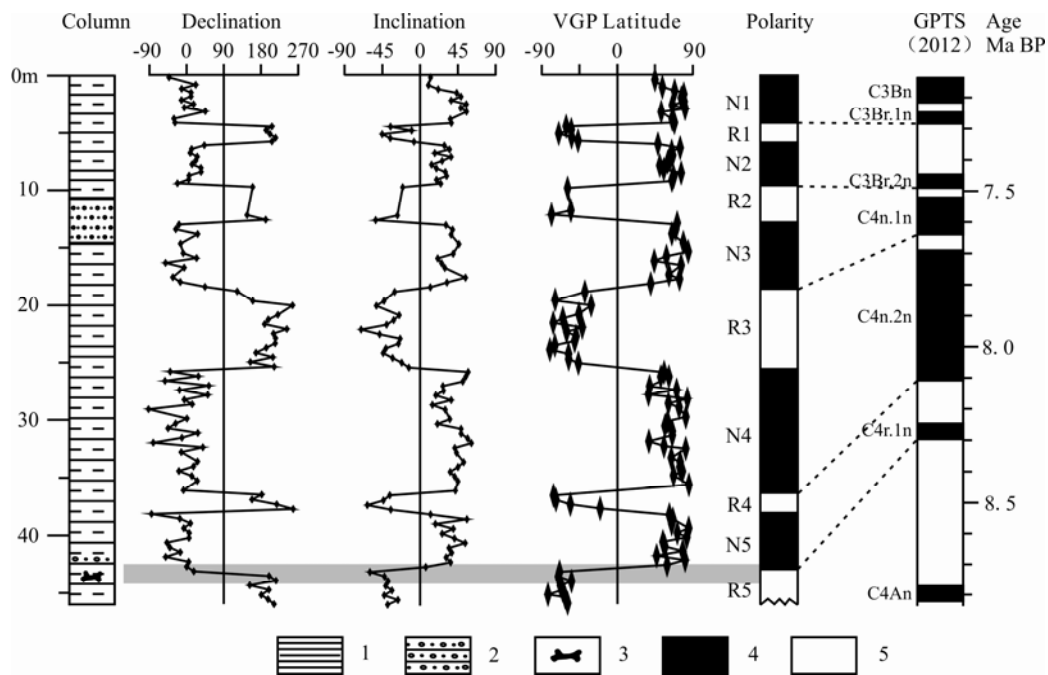 Column Declination Inclination VGP Latitude Polarity GPTS Age
(2012) Ma BP
-90 0 90 180 270 -90 -45 0 45 90 -90 0 90
0m
C3Bn
N1
C3Br.1n
R1
N2
C3Br.2n
7.5
10
R2
C4n.1n
N3
20
R3
C4n.2n
8.0
30
N4
C4r.1n
R4
8.5
40
N5
R5
C4An
1 2 3 4 5